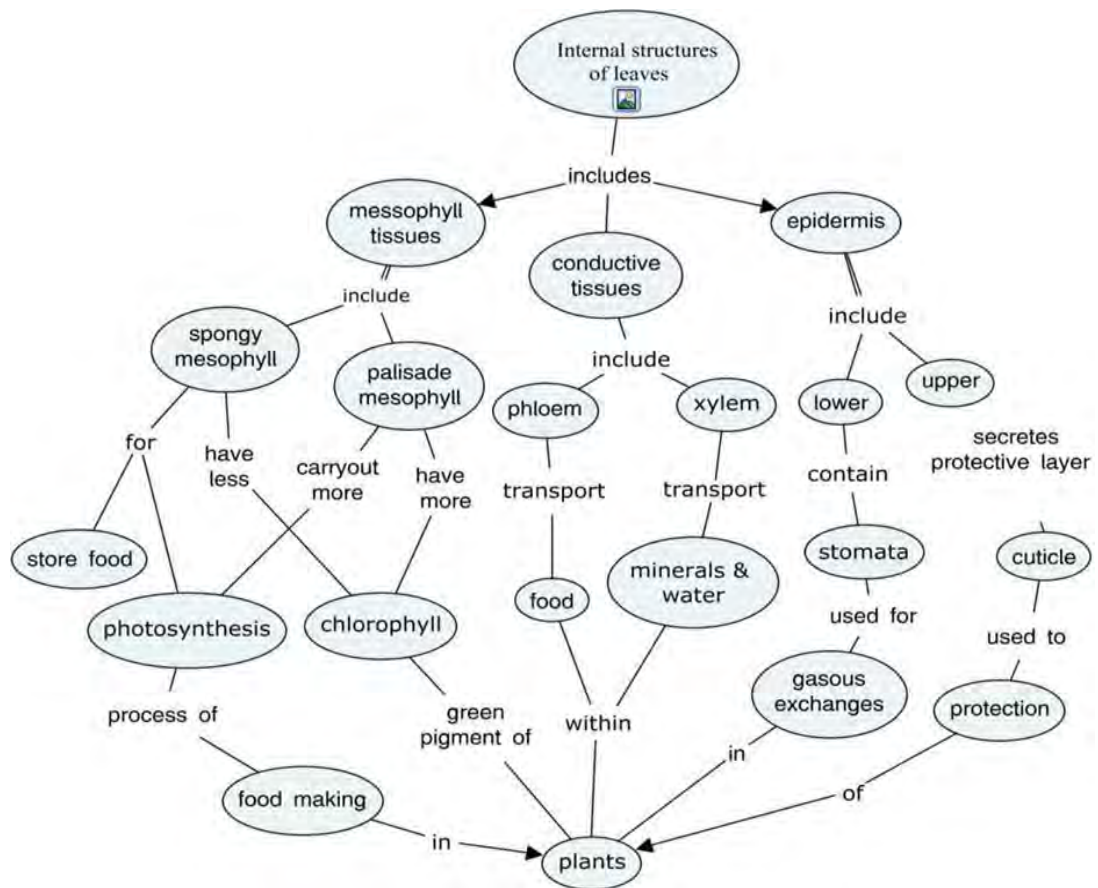 Internal structures
of leaves
includes
messophyll
tissues
conductive
tissues
epidermis
include
include
include
spongy
mesophyll
palisade
mesophyll
phloem
xylem
lower
upper
for
have
less
carryout
more
have
more
transport
transport
contain
secretes
protective layer
store food
photosynthesis
chlorophyll
food
minerals &
water
stomata
cuticle
used for
used to
process of
green
pigment of
within
gasous
exchanges
protection
in
of
food making
in
plants